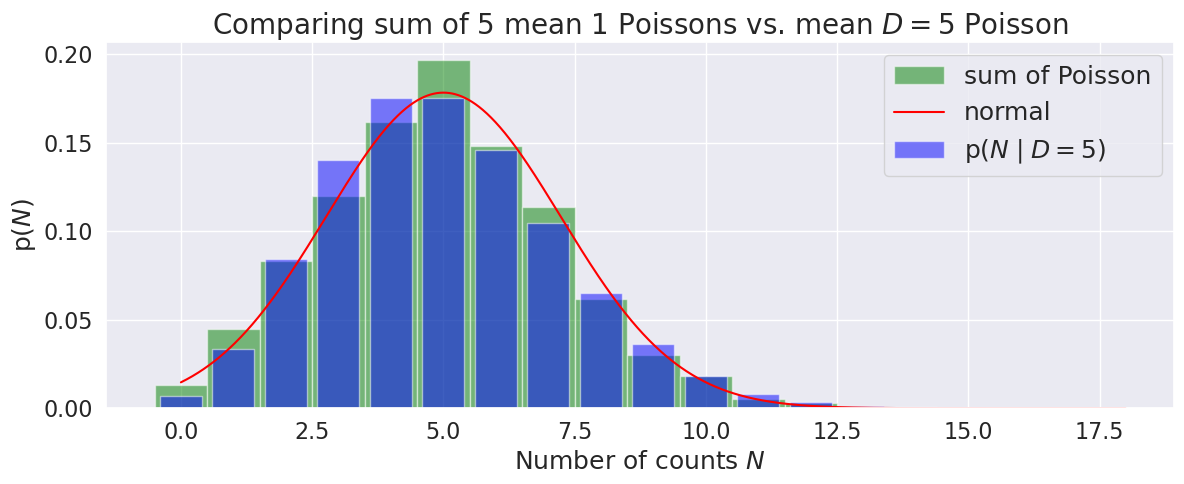 Comparing sum of 5 mean 1 Poissons vs. mean D = 5 Poisson
0.20
0.15
0.10
0.05
0.00
p(N)
sum of Poisson
normal
p(N | D = 5)
0.0 2.5 5.0 7.5 10.0 12.5 15.0 17.5
Number of counts N